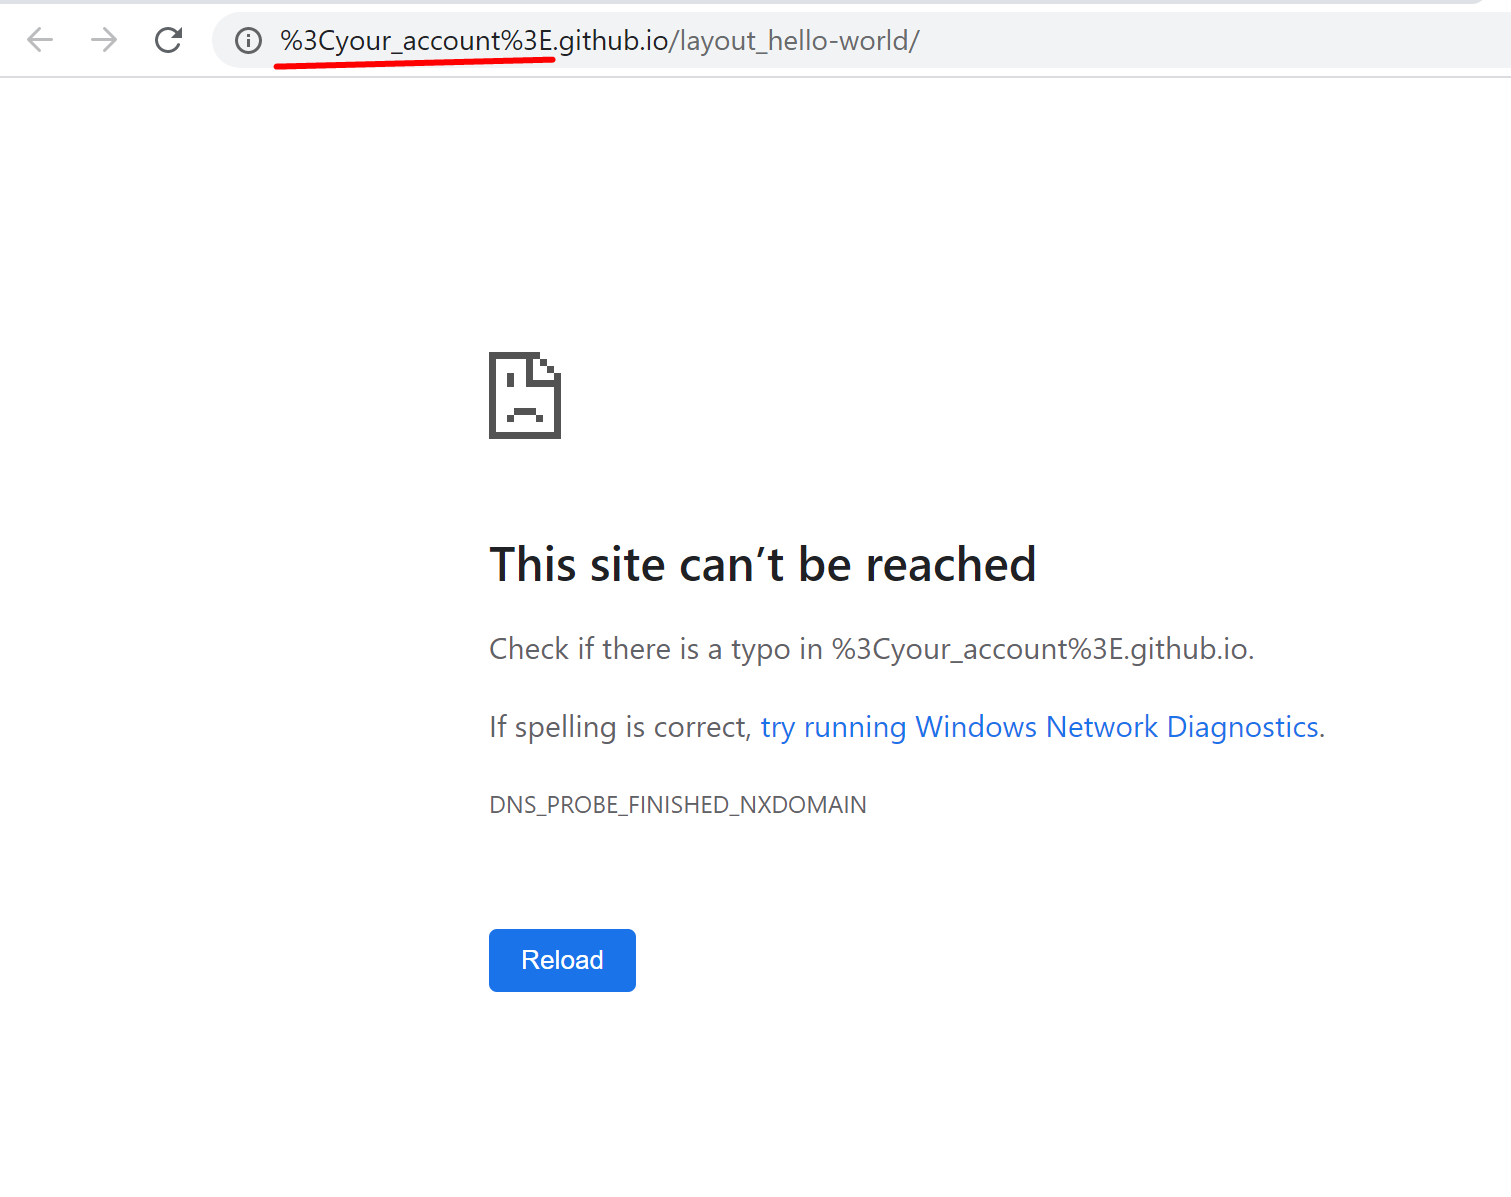 %3Cyour_account%3E.github.io/layout_hello-world/
This site can’t be reached
Check if there is a typo in %3Cyour_account%3E.github.io.
If spelling is correct, try running Windows Network Diagnostics.
DNS_PROBE_FINISHED_NXDOMAIN
Reload